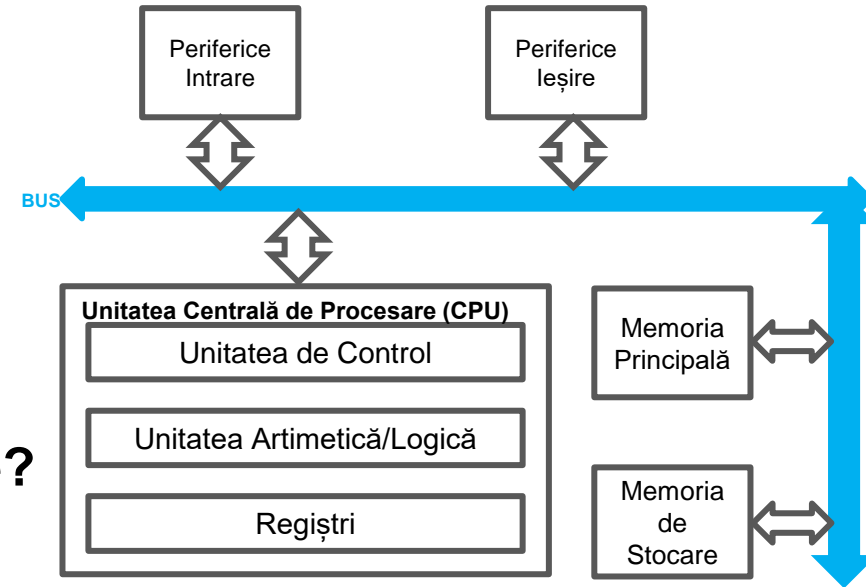 Periferice
Intrare
Periferice
Ieșire
BUS
Unitatea Centrală de Procesare (CPU)
Unitatea de Control
Unitatea Artimetică/Logică
Regiștri
Memoria
Principală
Memoria
de
Stocare
?